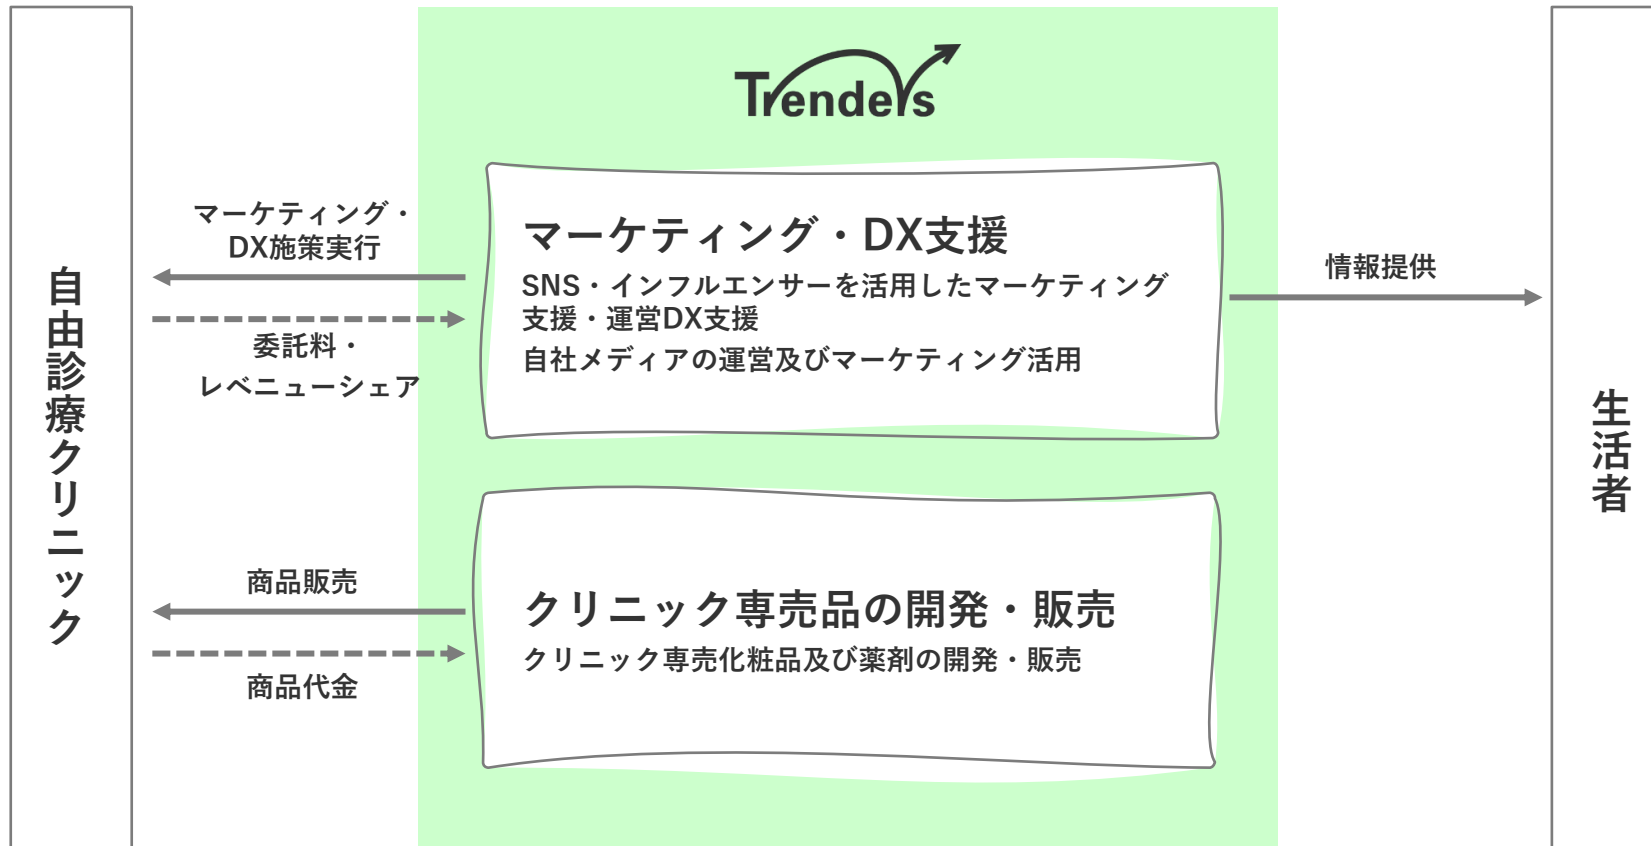 Trenders
自由診療クリニック
マーケティング・
DX施策実行
委託料・
レベニューシェア
マーケティング・DX支援
SNS・インフルエンサーを活用したマーケティング
支援・運営DX支援
自社メディアの運営及びマーケティング活用
情報提供
生活者
商品販売
商品代金
クリニック専売品の開発・販売
クリニック専売化粧品及び薬剤の開発・販売